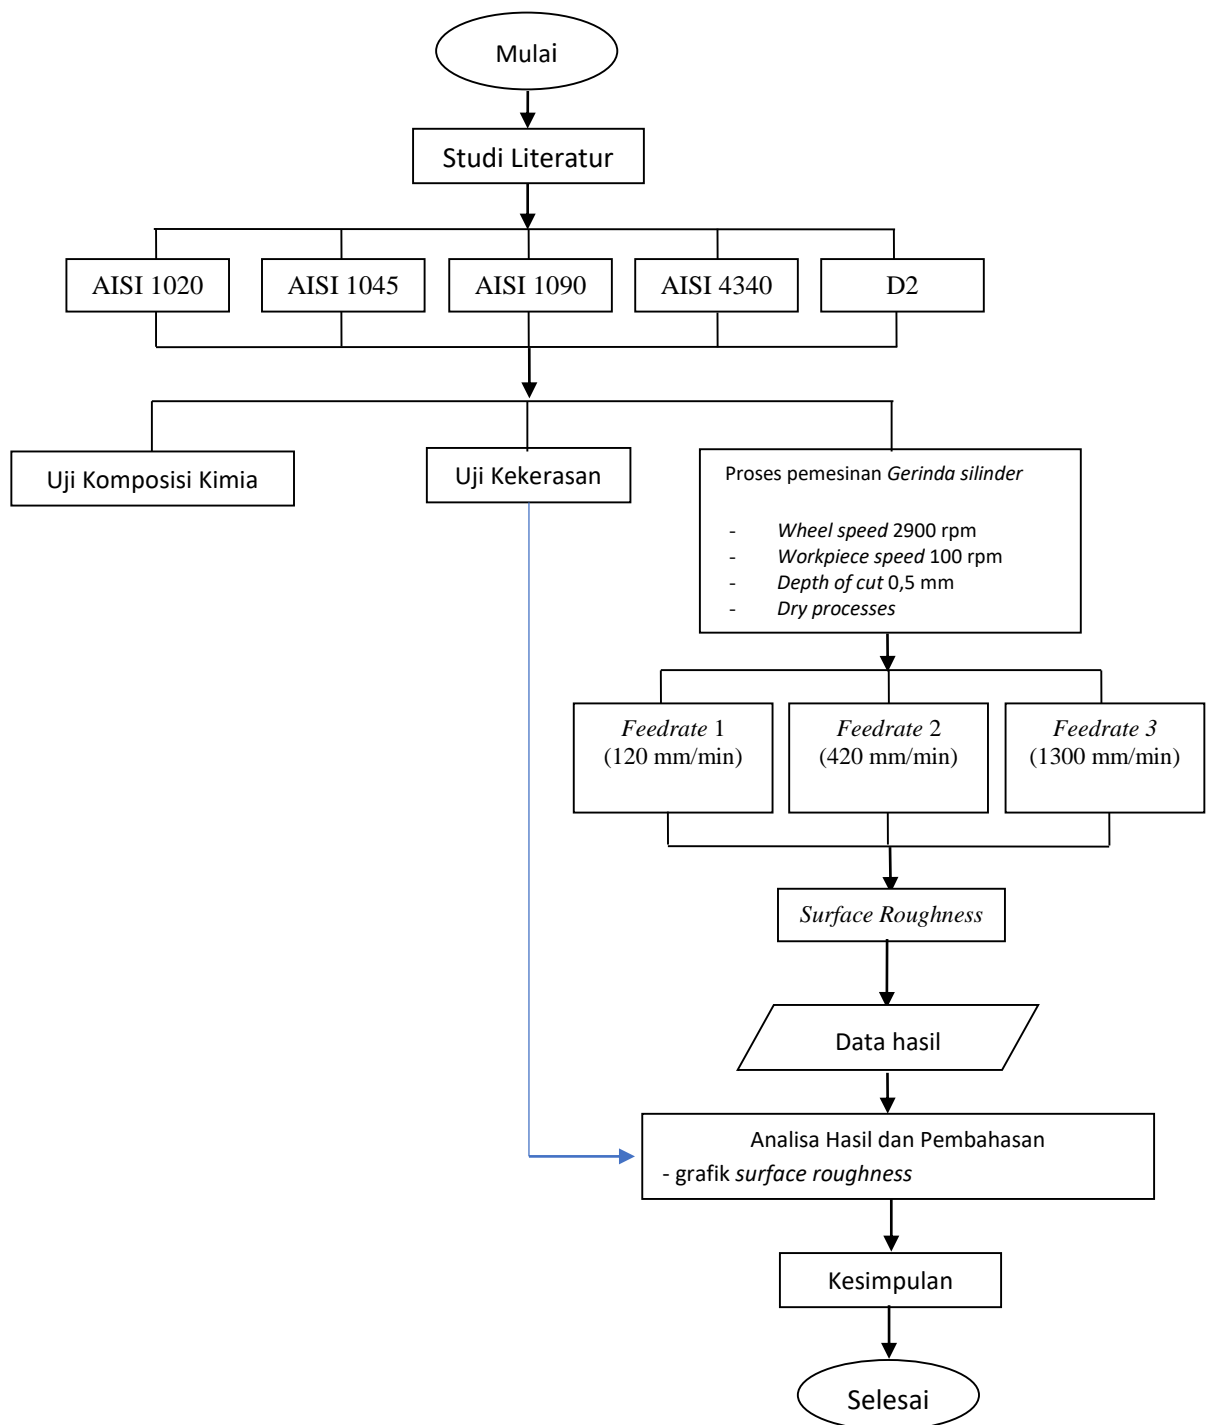 Mulai
Studi Literatur
AISI 1020
AISI 1045
AISI 1090
AISI 4340
D2
Uji Komposisi Kimia
Uji Kekerasan
Proses pemesinan Gerinda silinder
- Wheel speed 2900 rpm
- Workpiece speed 100 rpm
- Depth of cut 0,5 mm
- Dry processes
Feedrate 1
(120 mm/min)
Feedrate 2
(420 mm/min)
Feedrate 3
(1300 mm/min)
Surface Roughness
Data hasil
Analisa Hasil dan Pembahasan
- grafik surface roughness
Kesimpulan
Selesai